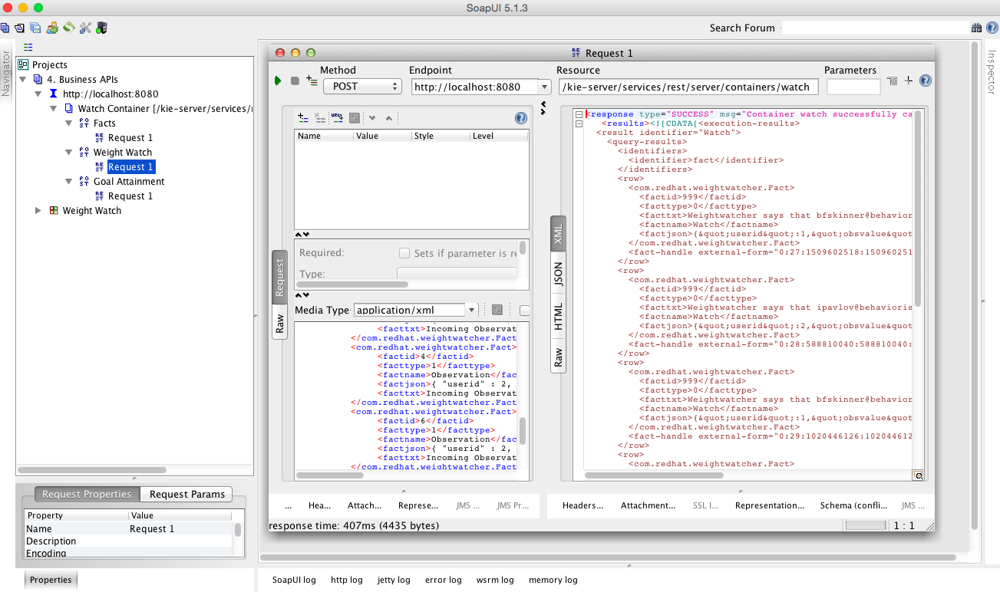 SoapUI 5.1.3
Search Forum
Navigator
Projects
4. Business APIs
http://localhost:8080
Watch Container [/kie-server/services/r
Facts
Request 1
Weight Watch
Request 1
Goal Attainment
Request 1
Weight Watch
Request Properties Request Params
Property Value
Name Request 1
Description
Encoding
Properties
Request 1
Method Endpoint Resource Parameters
POST http://localhost:8080 /kie-server/services/rest/server/containers/watch
Request
Raw
Name Value Style Level
Required: Sets if parameter is re
Type:
Media Type application/xml
<facttxt>Incoming Observat
</com.redhat.weightwatcher.Fact
<com.redhat.weightwatcher.Fact>
<factid>4</factid>
<facttype>1</facttype>
<factname>Observation</fac
<factjson>{ "userid" : 2,
<facttxt>Incoming Observat
</com.redhat.weightwatcher.Fact
<com.redhat.weightwatcher.Fact>
<factid>6</factid>
<facttype>1</facttype>
<factname>Observation</fac
<factjson>{ "userid" : 2,
<facttxt>Incoming Observat
</com.redhat.weightwatcher.Fact
... Hea... Attach... Represe... JMS ... JMS Pr...
XML
JSON
HTML
Raw
<response type="SUCCESS" msg="Container watch successfully ca
<results><![CDATA[<execution-results>
<result identifier="Watch">
<query-results>
<identifiers>
<identifier>fact</identifier>
</identifiers>
<row>
<com.redhat.weightwatcher.Fact>
<factid>999</factid>
<facttype>0</facttype>
<facttxt>Weightwatcher says that bfskinner@behavioris
<factname>Watch</factname>
<factjson>{&quot;userid&quot;:1,&quot;obsvalue&quot
</com.redhat.weightwatcher.Fact>
<fact-handle external-form="0:27:1509602518:150960251
</row>
<row>
<com.redhat.weightwatcher.Fact>
<factid>999</factid>
<facttype>0</facttype>
<facttxt>Weightwatcher says that ipavlov@behavioris
<factname>Watch</factname>
<factjson>{&quot;userid&quot;:2,&quot;obsvalue&quot
</com.redhat.weightwatcher.Fact>
<fact-handle external-form="0:28:588810040:588810040:
</row>
<row>
<com.redhat.weightwatcher.Fact>
<factid>999</factid>
<facttype>0</facttype>
<facttxt>Weightwatcher says that bfskinner@behavior
<factname>Watch</factname>
<factjson>{&quot;userid&quot;:1,&quot;obsvalue&quot
</com.redhat.weightwatcher.Fact>
<fact-handle external-form="0:29:1020446126:102044612
</row>
<row>
<com.redhat.weightwatcher.Fact>
Headers... Attachment... SSL I... Representation... Schema (confli... JMS ...
response time: 407ms (4435 bytes) 1 : 1
Inspector
SoapUI log http log jetty log error log wsrm log memory log